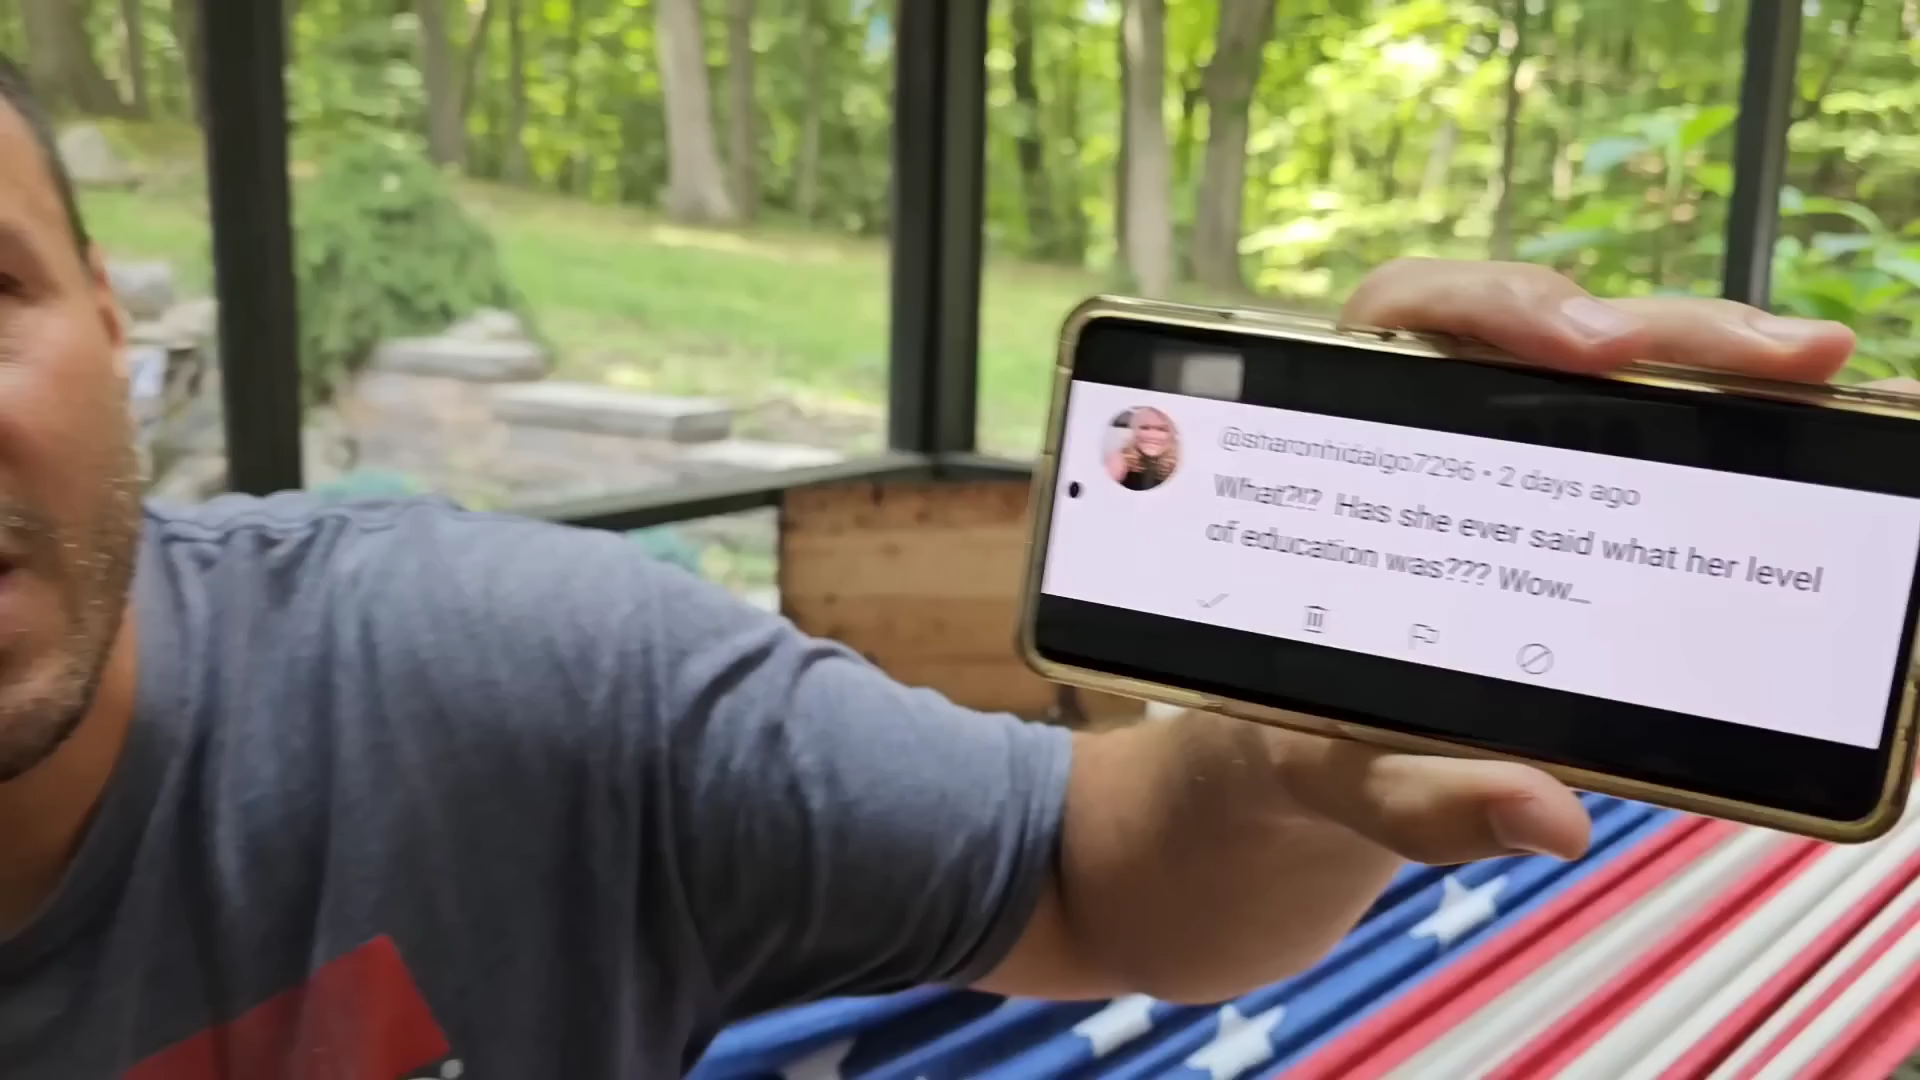 @sharonhidalgo7296 • 2 days ago
What?!? Has she ever said what her level
of education was??? Wow...